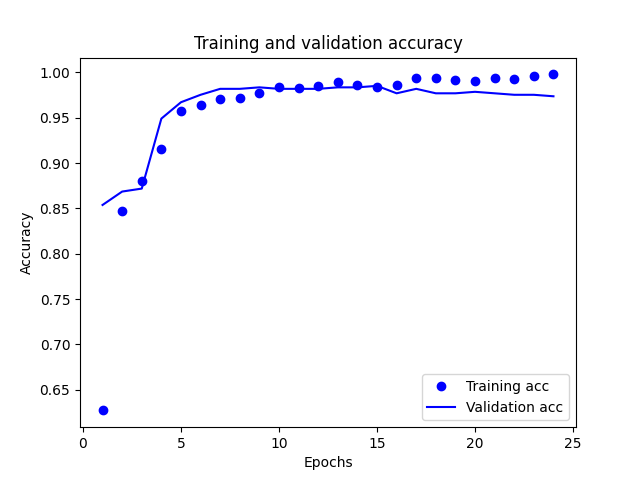 Training and validation accuracy
1.00
0.95
0.90
0.85
0.80
0.75
0.70
0.65
Accuracy
Training acc
Validation acc
0 5 10 15 20 25
Epochs